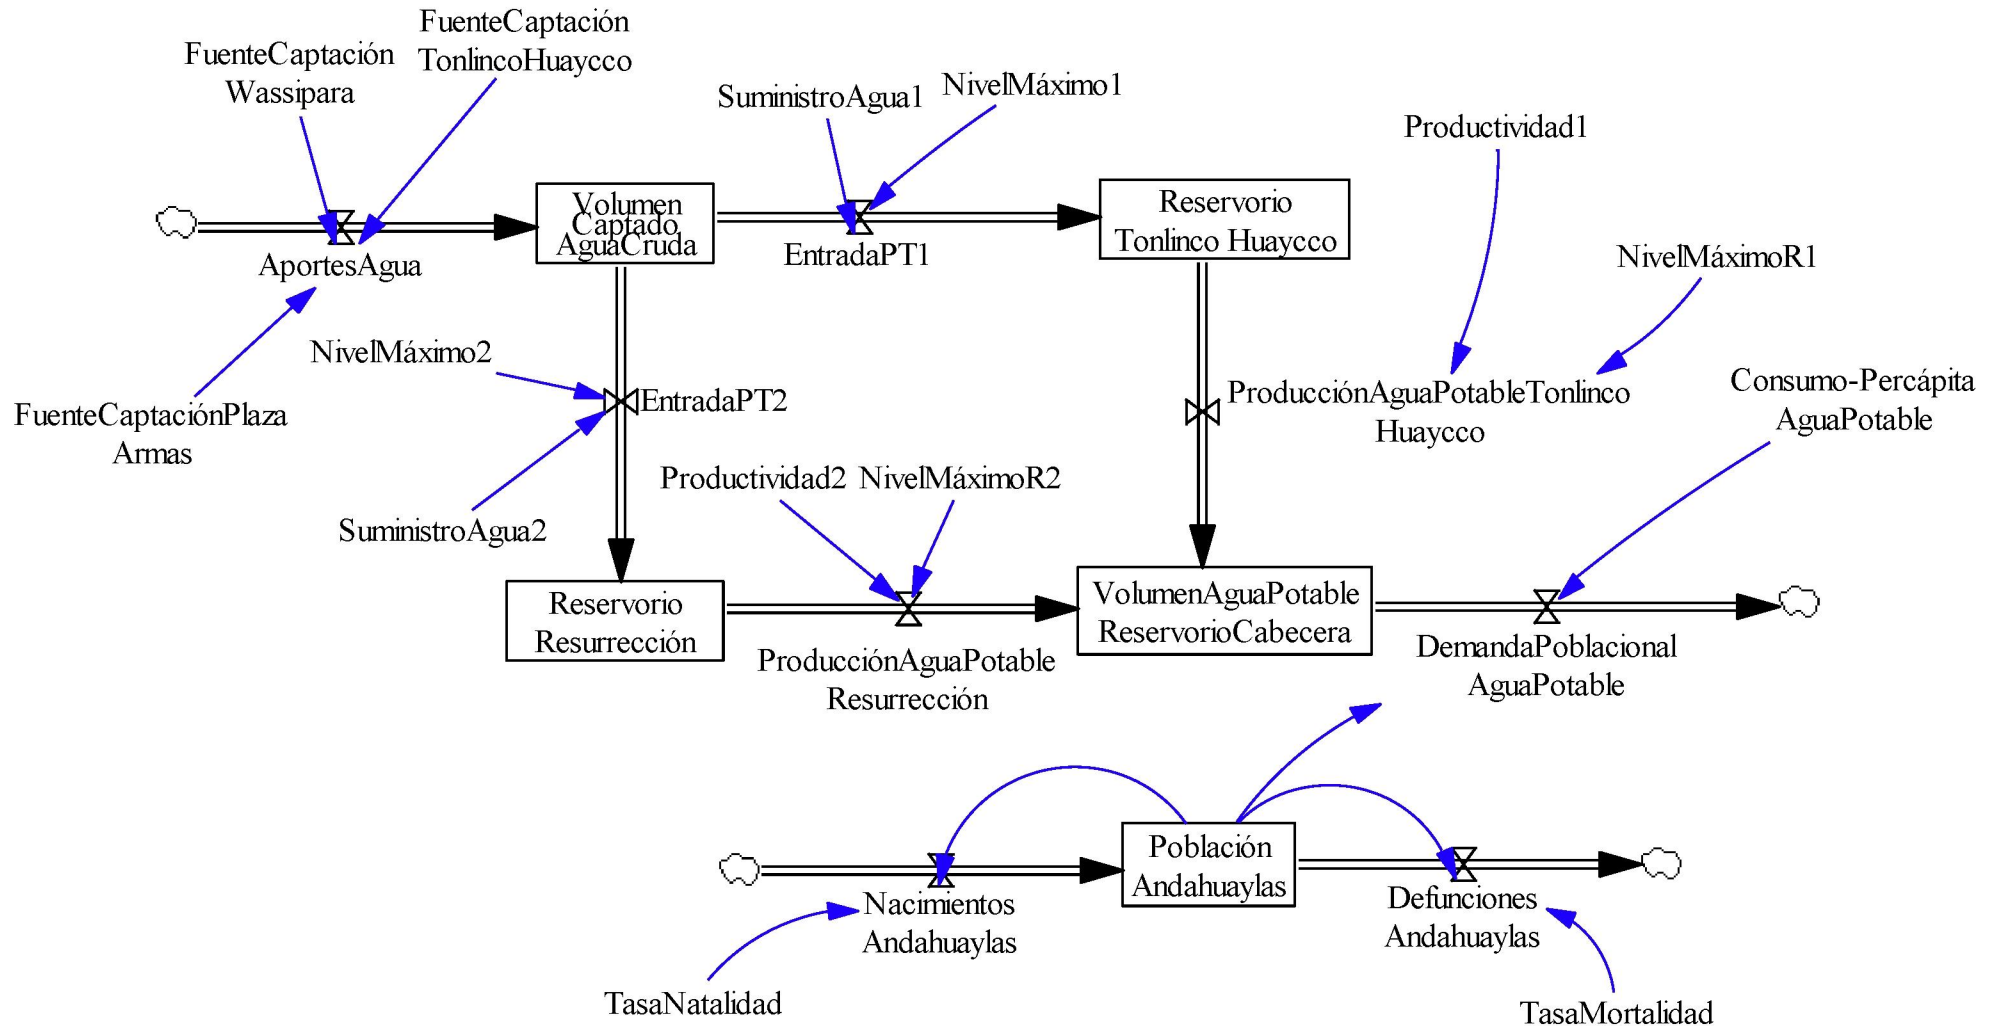 FuenteCaptación
TonlincoHuaycco
FuenteCaptación
Wassipara
SuministroAgua1
NivelMáximo1
Productividad1
Volumen
Captado
AguaCruda
Reservorio
Tonlinco Huaycco
AportesAgua
EntradaPT1
NivelMáximoR1
NivelMáximo2
EntradaPT2
ProducciónAguaPotableTonlinco
Huaycco
Consumo-Percápita
AguaPotable
FuenteCaptaciónPlaza
Armas
Productividad2
NivelMáximoR2
SuministroAgua2
Reservorio
Resurrección
VolumenAguaPotable
ReservorioCabecera
ProducciónAguaPotable
Resurrección
DemandaPoblacional
AguaPotable
Población
Andahuaylas
Nacimientos
Andahuaylas
Defunciones
Andahuaylas
TasaNatalidad
TasaMortalidad